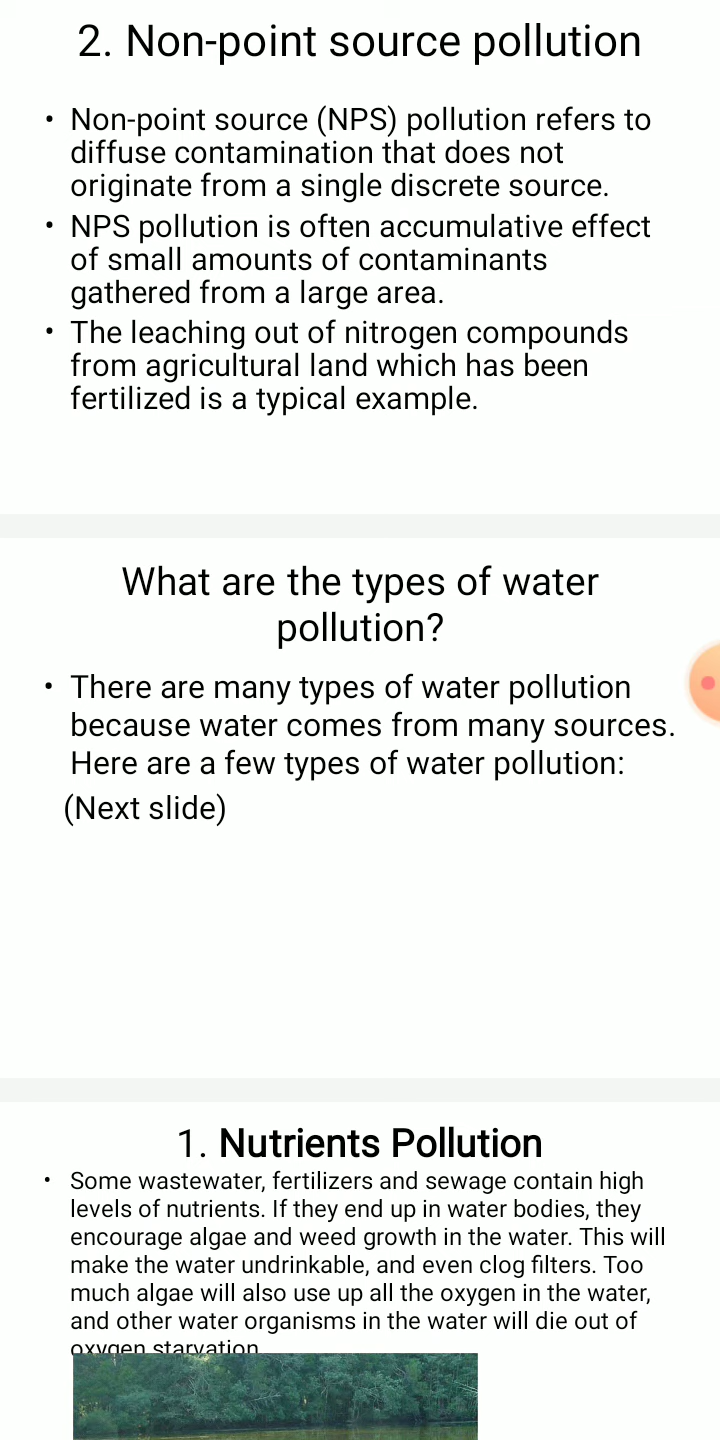 2. Non-point source pollution
• Non-point source (NPS) pollution refers to
diffuse contamination that does not
originate from a single discrete source.
• NPS pollution is often accumulative effect
of small amounts of contaminants
gathered from a large area.
• The leaching out of nitrogen compounds
from agricultural land which has been
fertilized is a typical example.
What are the types of water
pollution?
• There are many types of water pollution
because water comes from many sources.
Here are a few types of water pollution:
(Next slide)
1. Nutrients Pollution
• Some wastewater, fertilizers and sewage contain high
levels of nutrients. If they end up in water bodies, they
encourage algae and weed growth in the water. This will
make the water undrinkable, and even clog filters. Too
much algae will also use up all the oxygen in the water,
and other water organisms in the water will die out of
oxygen starvation